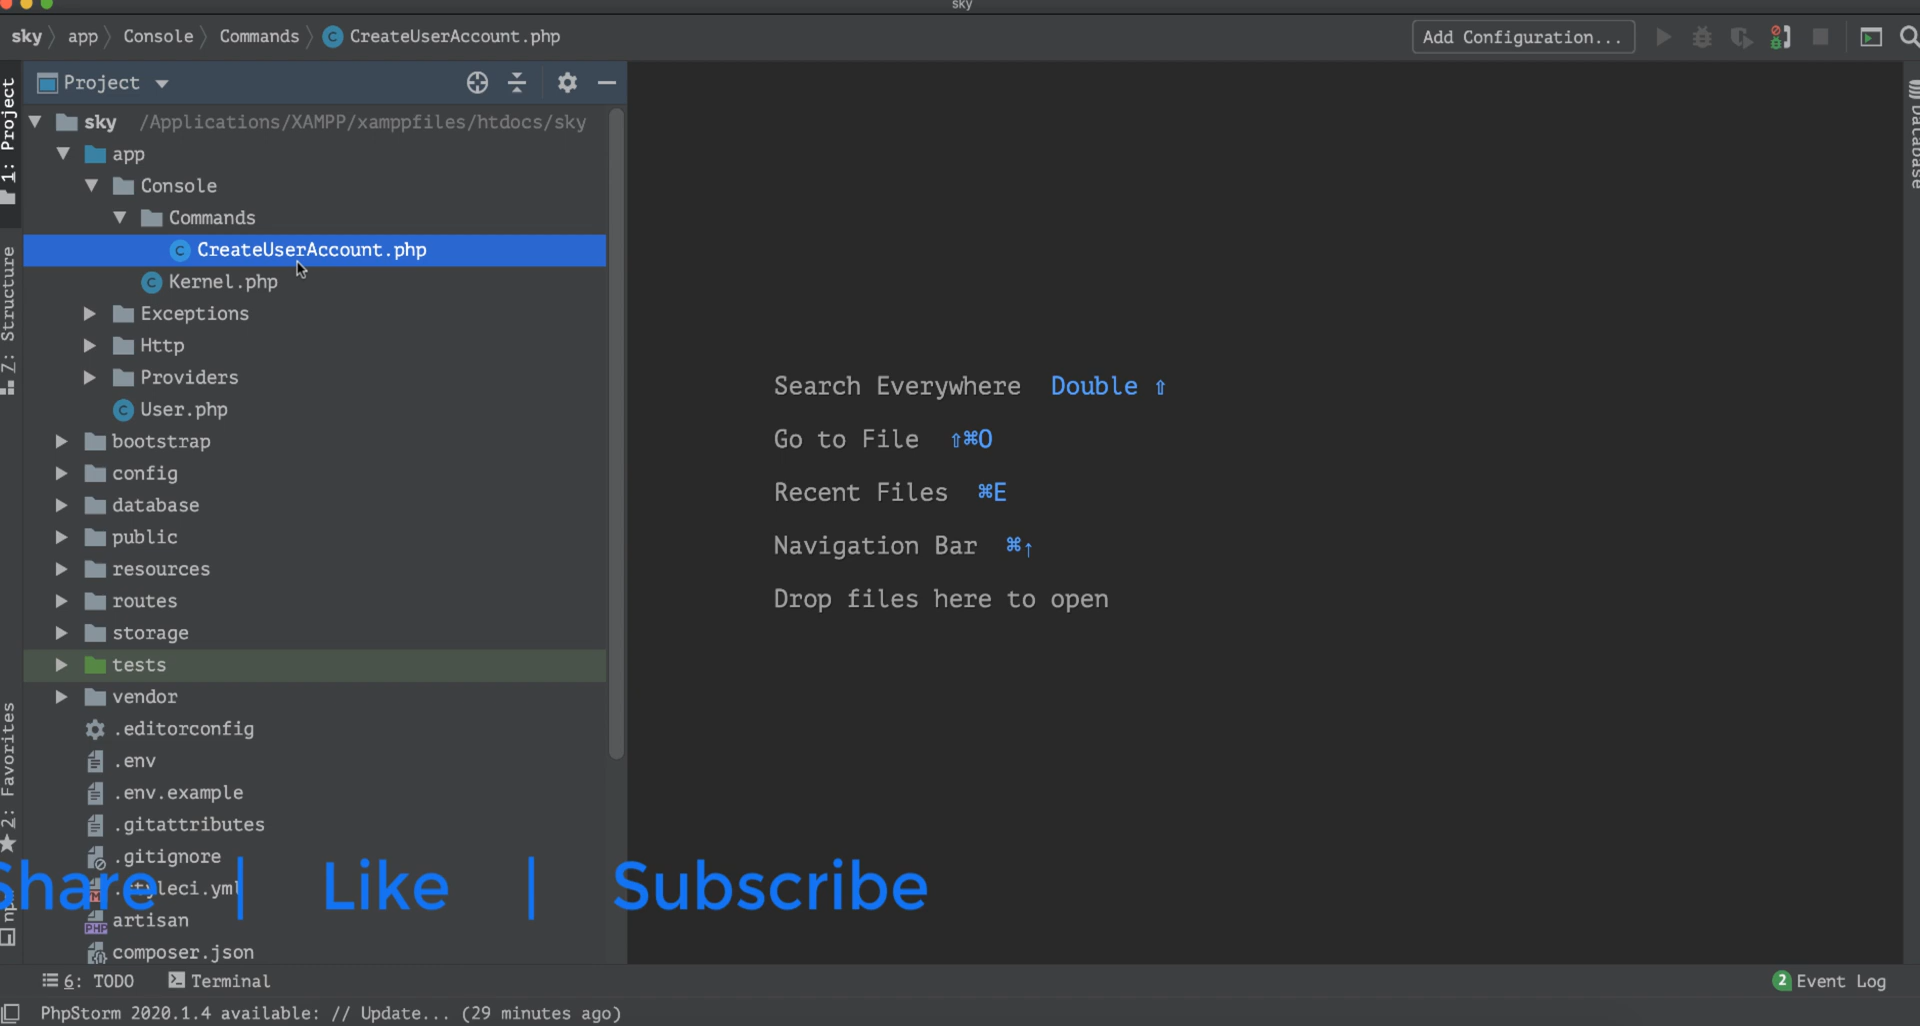 sky
sky app Console Commands CreateUserAccount.php
Add Configuration...
Project
1: Project
Z: Structure
2: Favorites
Database
sky /Applications/XAMPP/xamppfiles/htdocs/sky
app
Console
Commands
CreateUserAccount.php
Kernel.php
Exceptions
Http
Providers
User.php
bootstrap
config
database
public
resources
routes
storage
tests
vendor
.editorconfig
.env
.env.example
.gitattributes
.gitignore
.styleci.yml
artisan
composer.json
Search Everywhere Double ⇧
Go to File ⇧⌘O
Recent Files ⌘E
Navigation Bar ⌘↑
Drop files here to open
Share | Like | Subscribe
6: TODO Terminal
2 Event Log
PhpStorm 2020.1.4 available: // Update... (29 minutes ago)